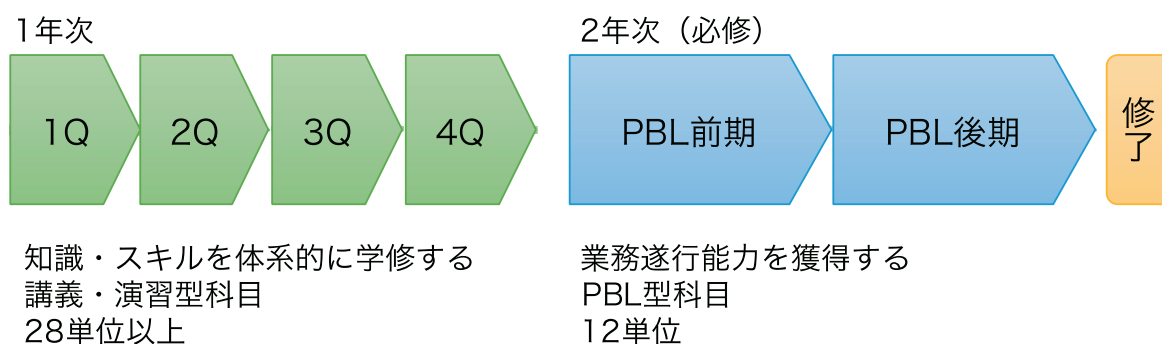 1年次
1Q
2Q
3Q
4Q
知識・スキルを体系的に学修する
講義・演習型科目
28単位以上
2年次（必修）
PBL前期
PBL後期
修了
業務遂行能力を獲得する
PBL型科目
12単位